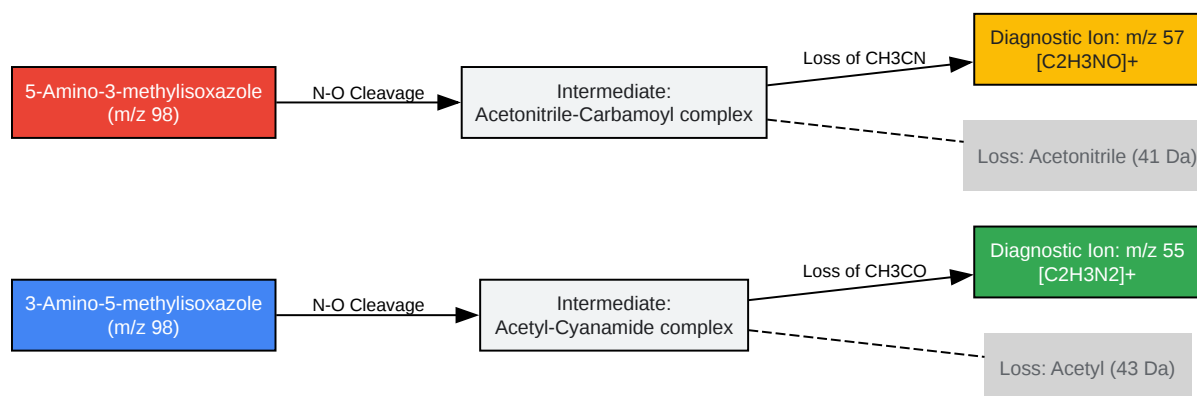 5-Amino-3-methylisoxazole
(m/z 98)
N-O Cleavage
Intermediate:
Acetonitrile-Carbamoyl complex
Loss of CH3CN
Diagnostic Ion: m/z 57
[C2H3NO]+
Loss: Acetonitrile (41 Da)
3-Amino-5-methylisoxazole
(m/z 98)
N-O Cleavage
Intermediate:
Acetyl-Cyanamide complex
Loss of CH3CO
Diagnostic Ion: m/z 55
[C2H3N2]+
Loss: Acetyl (43 Da)